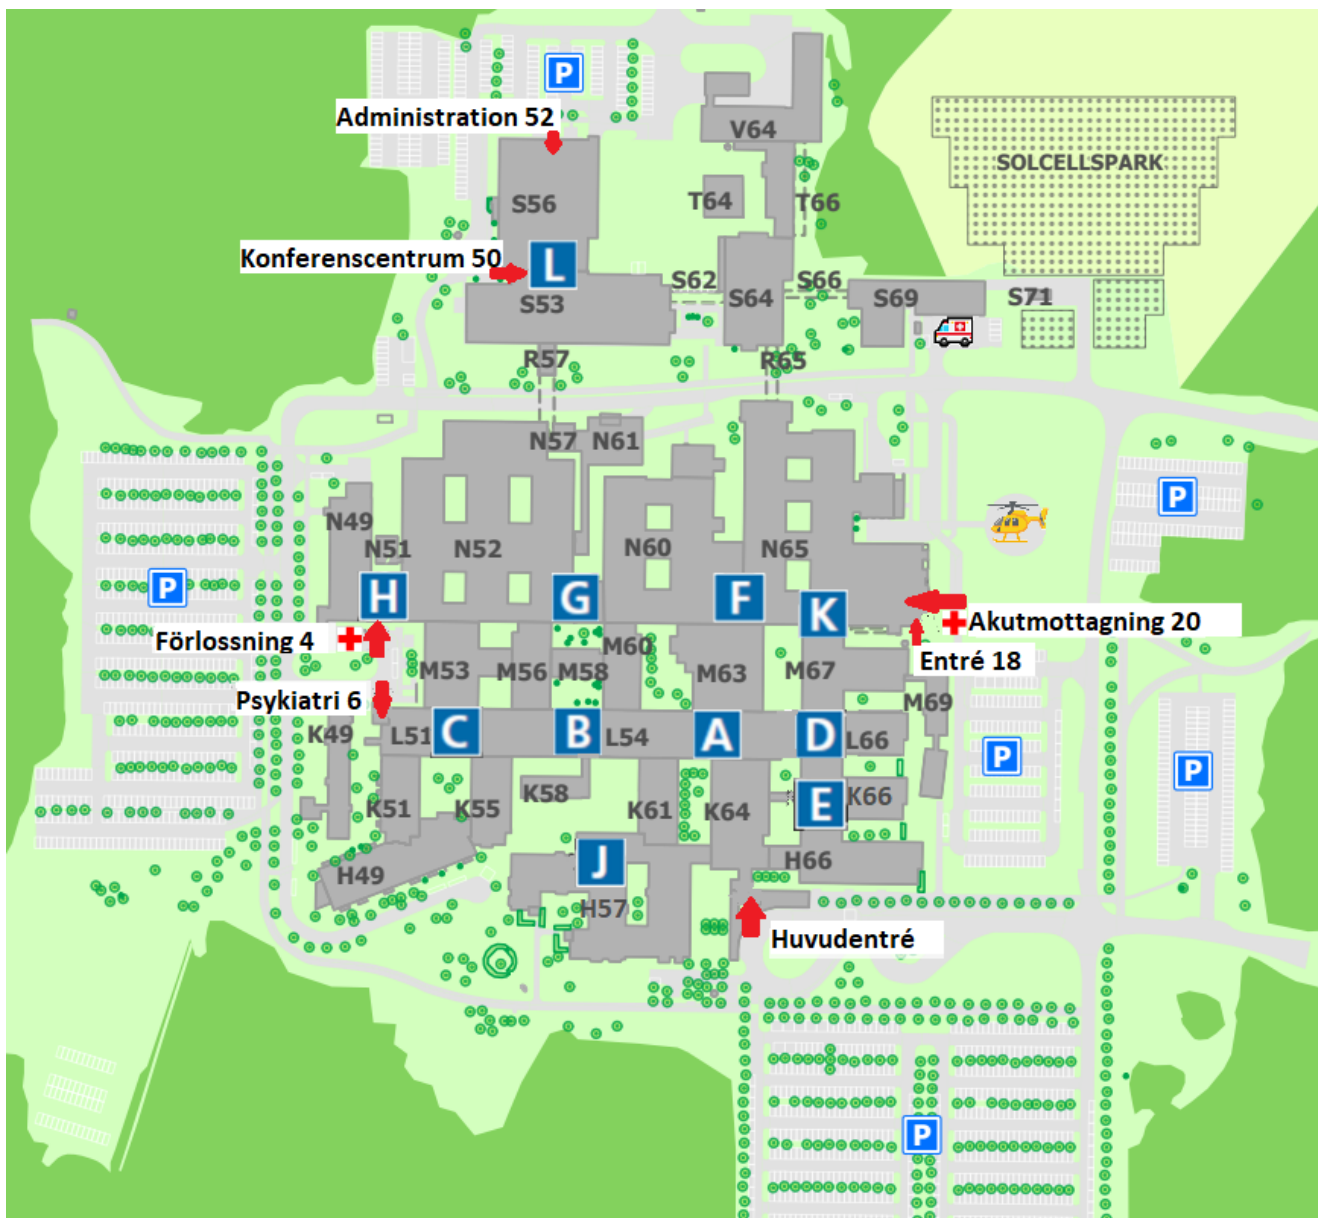 P
Administration 52
V64
SOLCELLSPARK
S56
T64
T66
Konferenscentrum 50
L
S62
S66
S53
S64
S69
S71
R57
R65
N57
N61
P
N49
N51
N52
N60
N65
P
H
G
F
K
Akutmottagning 20
Förlossning 4
M60
Entré 18
M53
M56
M58
M63
M67
Psykiatri 6
M69
K49
L51
C
B
L54
A
D
L66
P
P
K51
K55
K58
K61
K64
E
K66
J
H66
H49
H57
Huvudentré
P